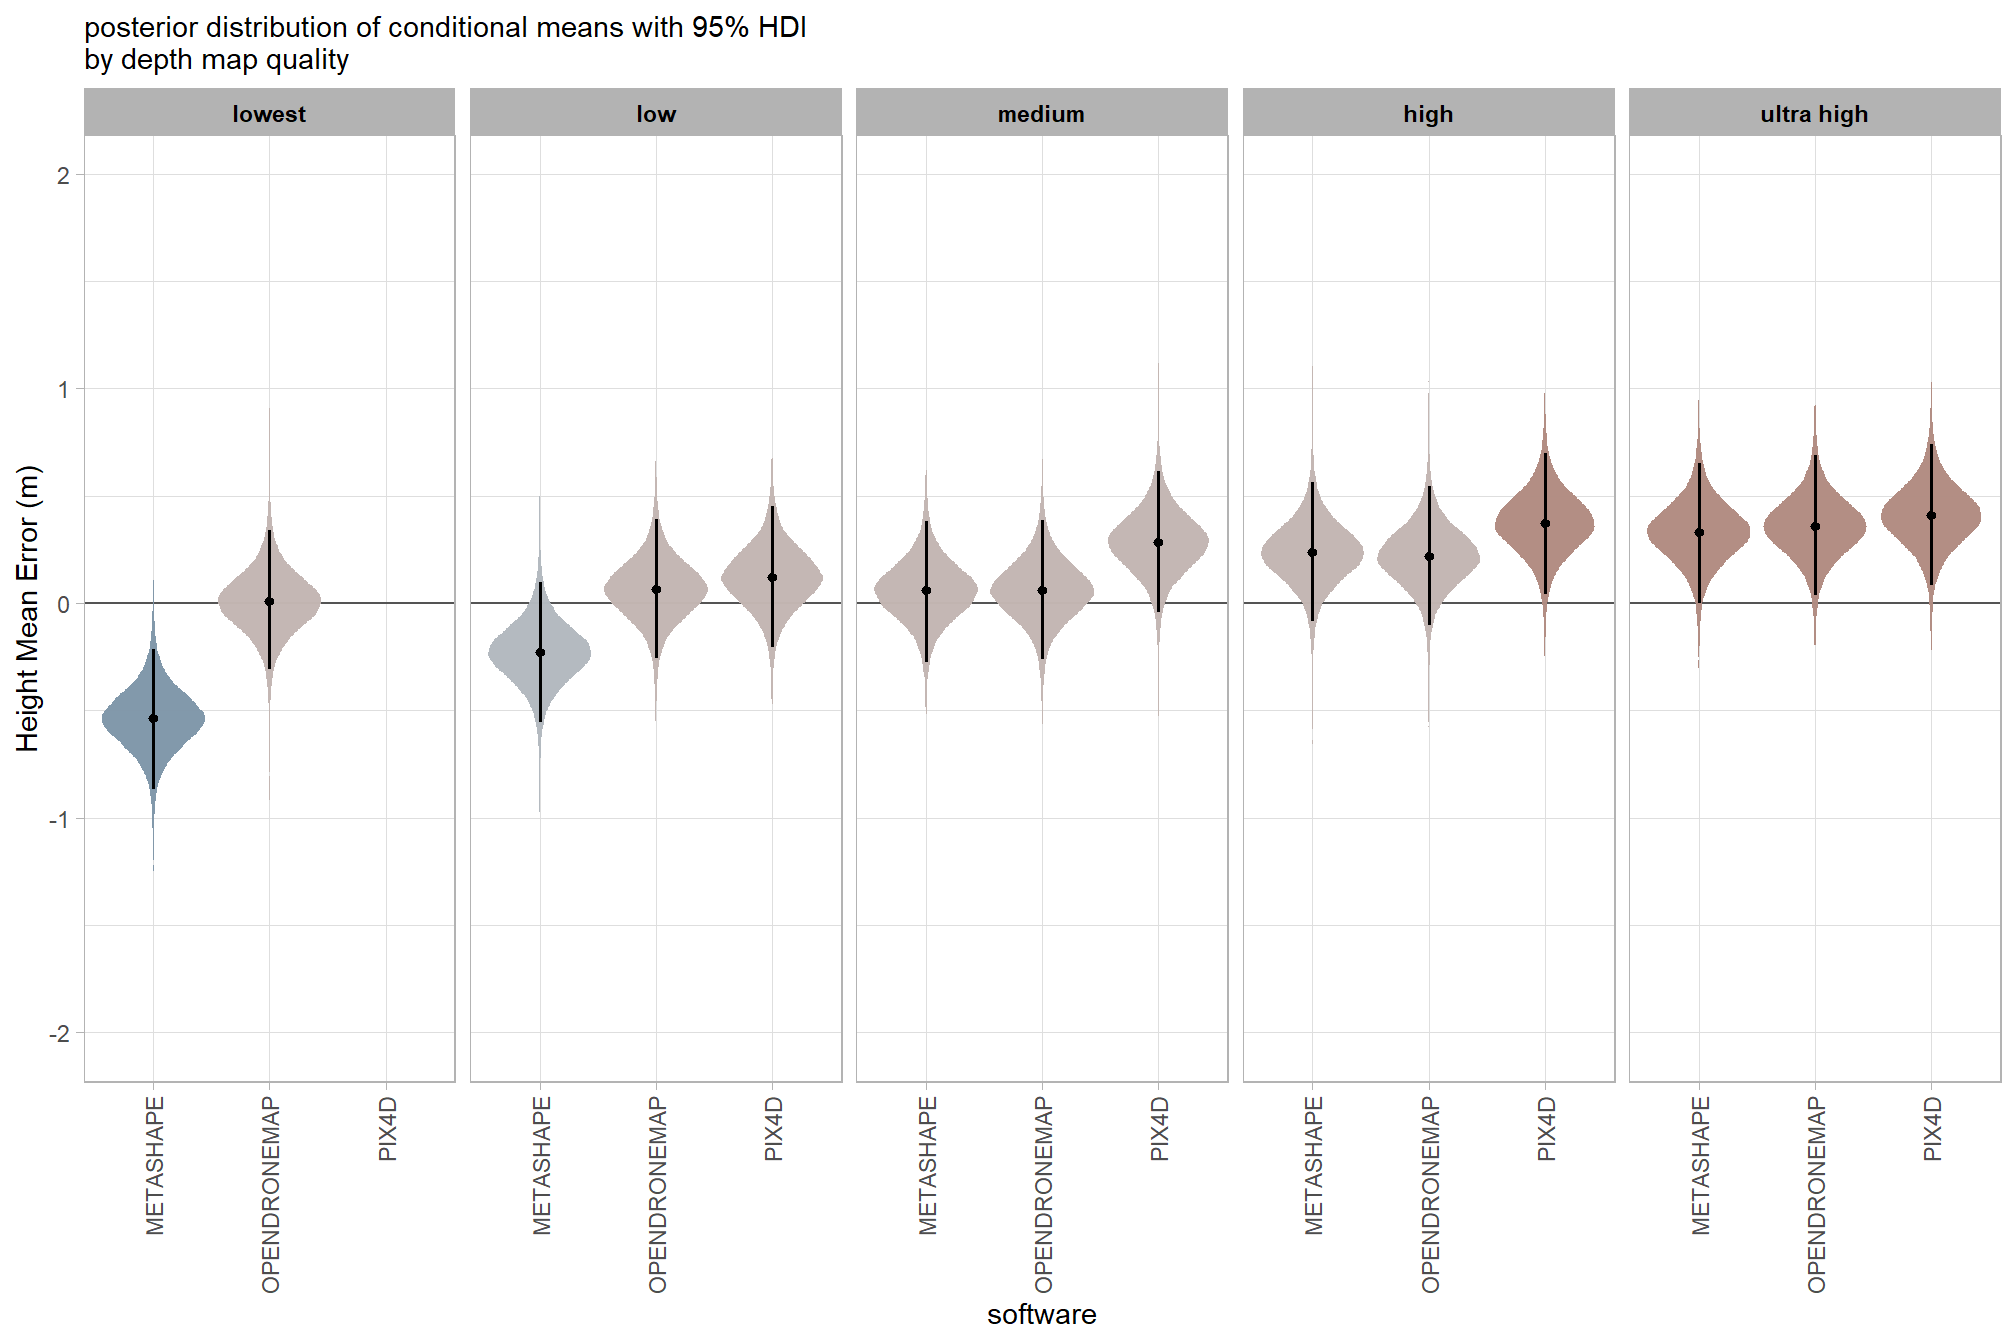 posterior distribution of conditional means with 95% HDI
by depth map quality
lowest
low
medium
high
ultra high
Height Mean Error (m)
2
1
0
-1
-2
METASHAPE
OPENDRONEMAP
PIX4D
METASHAPE
OPENDRONEMAP
PIX4D
METASHAPE
OPENDRONEMAP
PIX4D
METASHAPE
OPENDRONEMAP
PIX4D
METASHAPE
OPENDRONEMAP
PIX4D
software